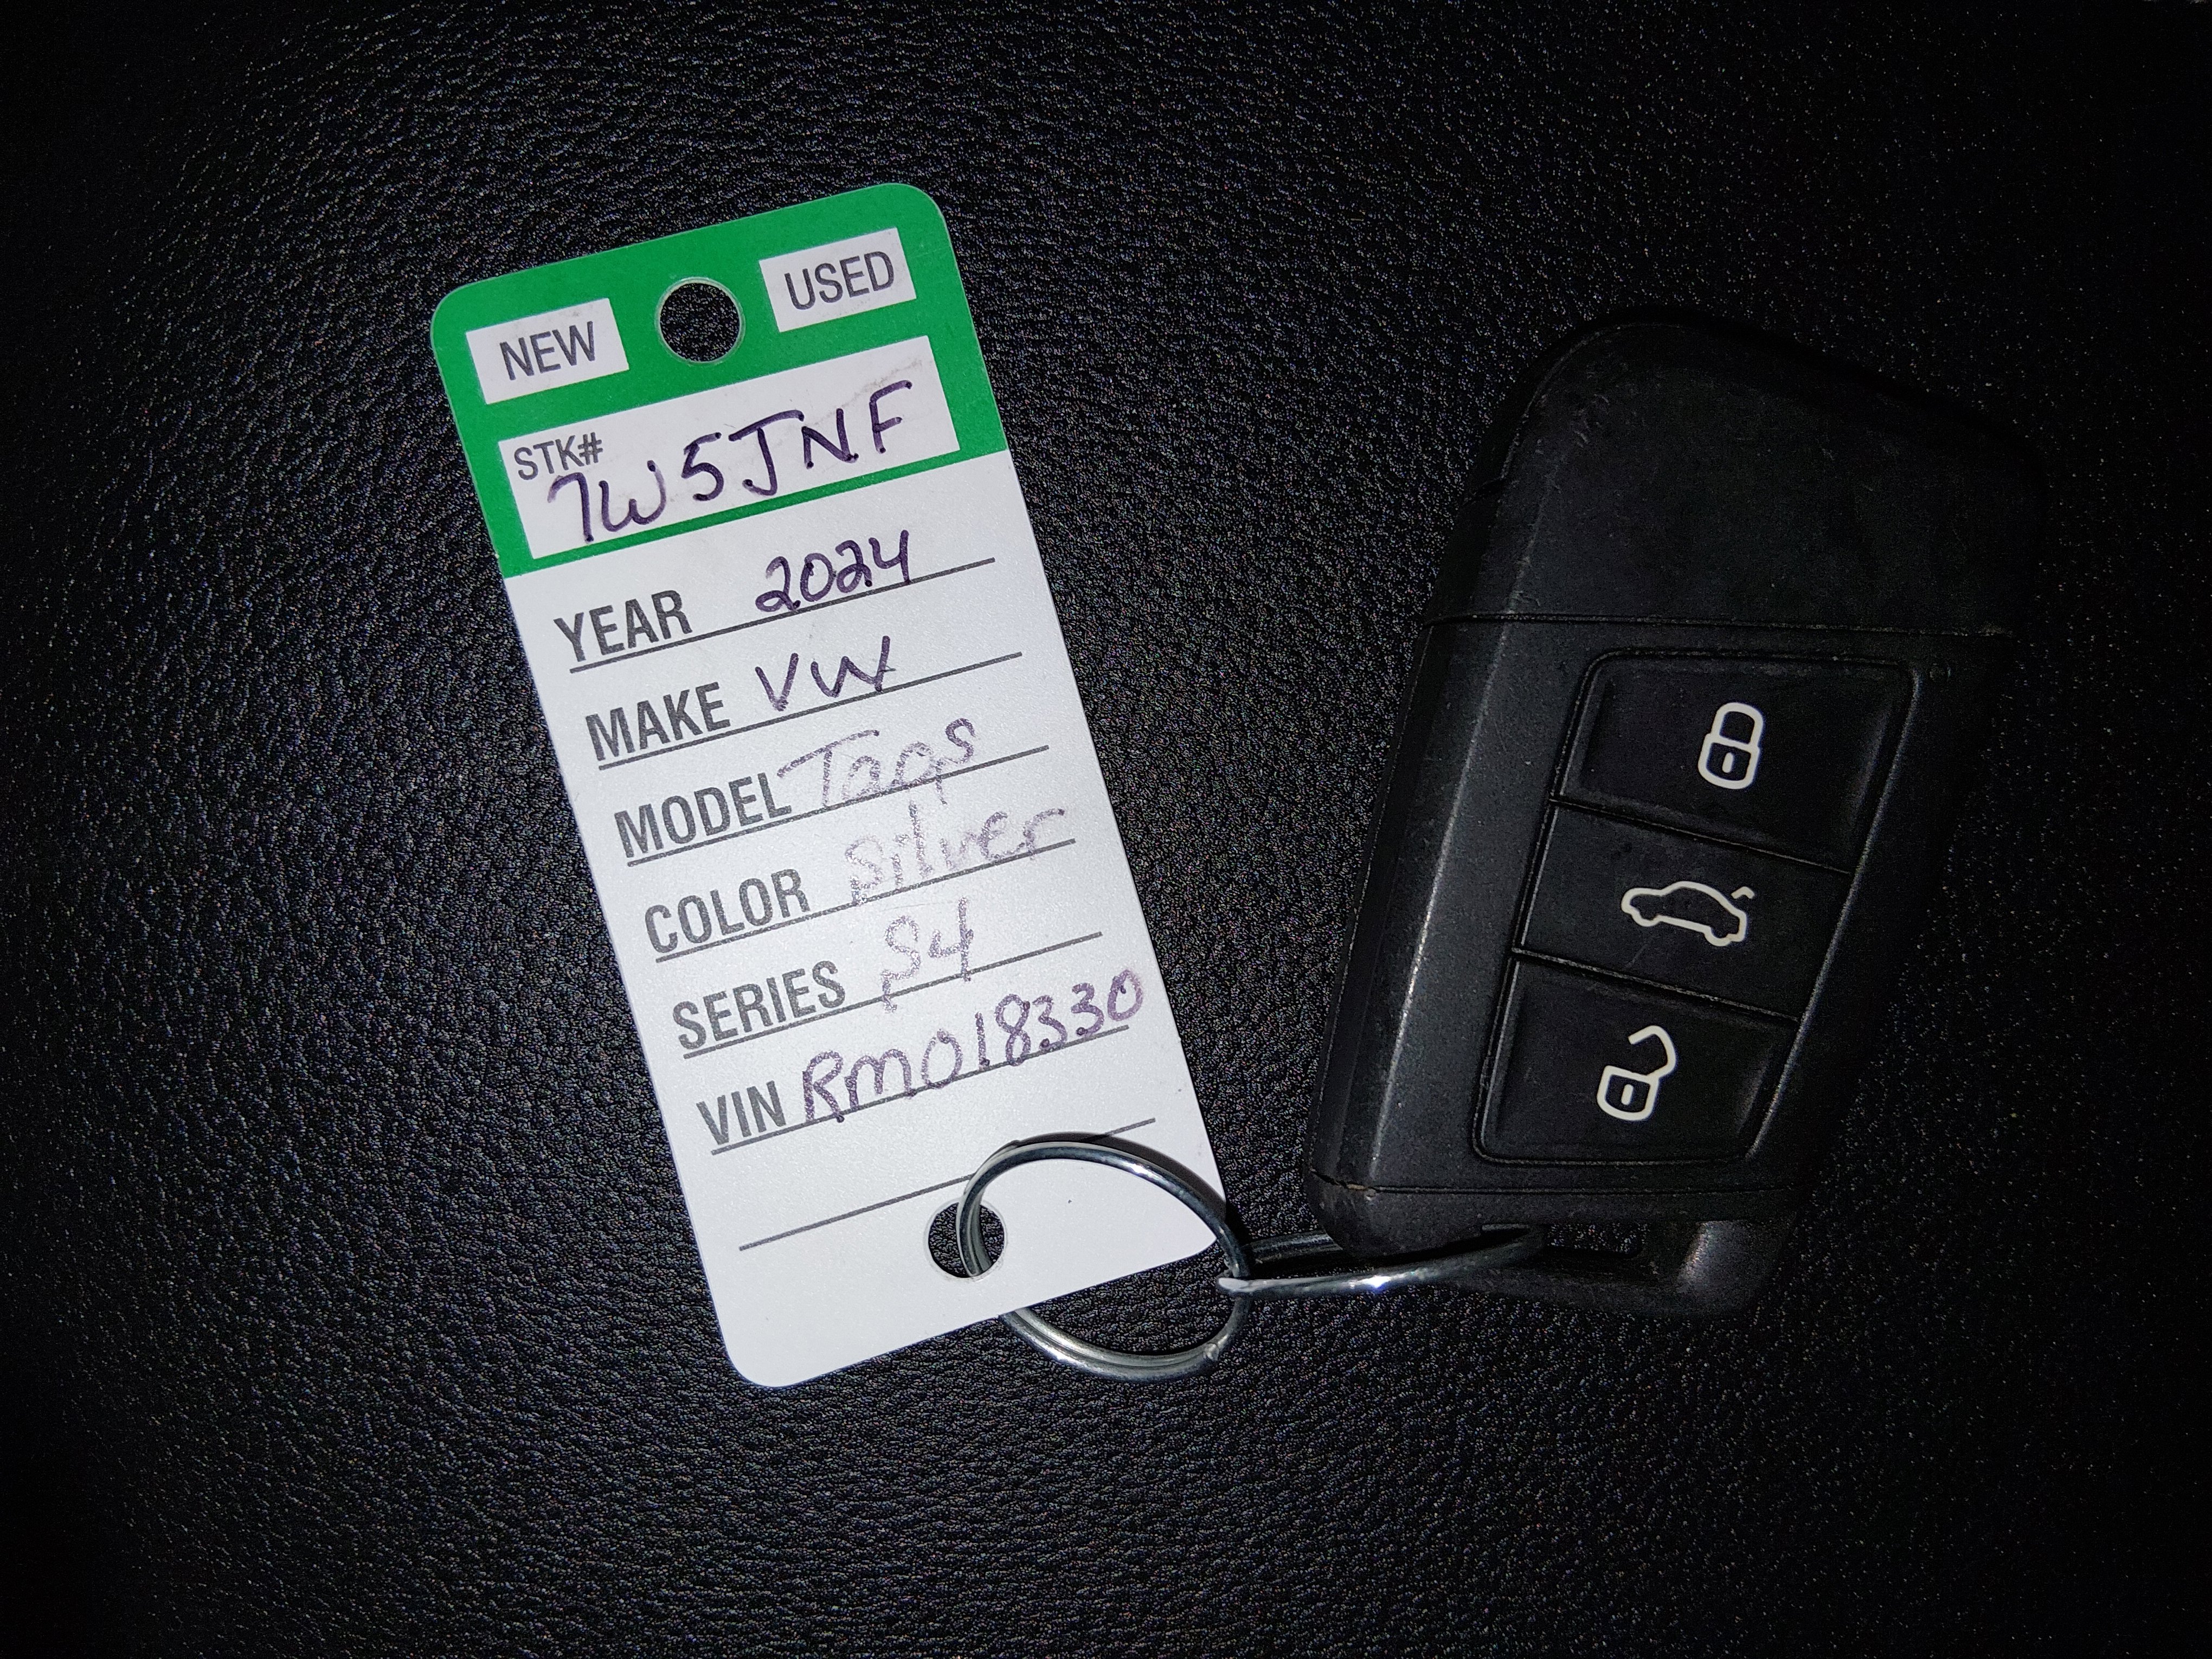 NEW USED
STK#
7W5JNF
YEAR 2024
MAKE VW
MODEL Taos
COLOR Silver
SERIES S4
VIN RM018330